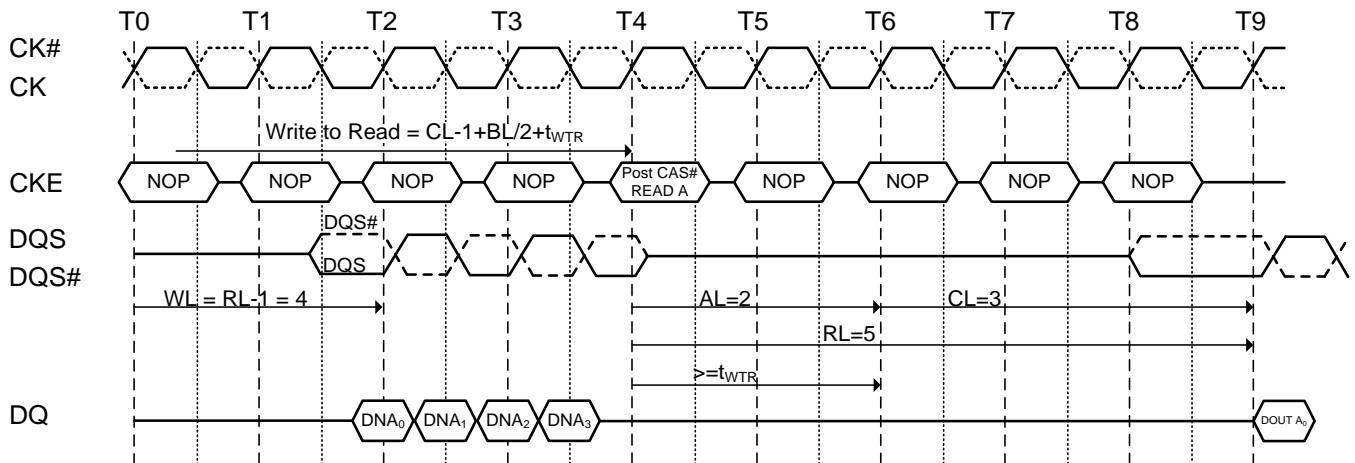 T0 T1 T2 T3 T4 T5 T6 T7 T8 T9
CK#
CK
Write to Read = CL-1+BL/2+tWTR
CKE NOP NOP NOP NOP Post CAS# READ A NOP NOP NOP NOP
DQS#
DQS
DQS
DQS#
WL = RL-1 = 4 AL=2 CL=3
RL=5
>=tWTR
DQ DNA0 DNA1 DNA2 DNA3 DOUT A0